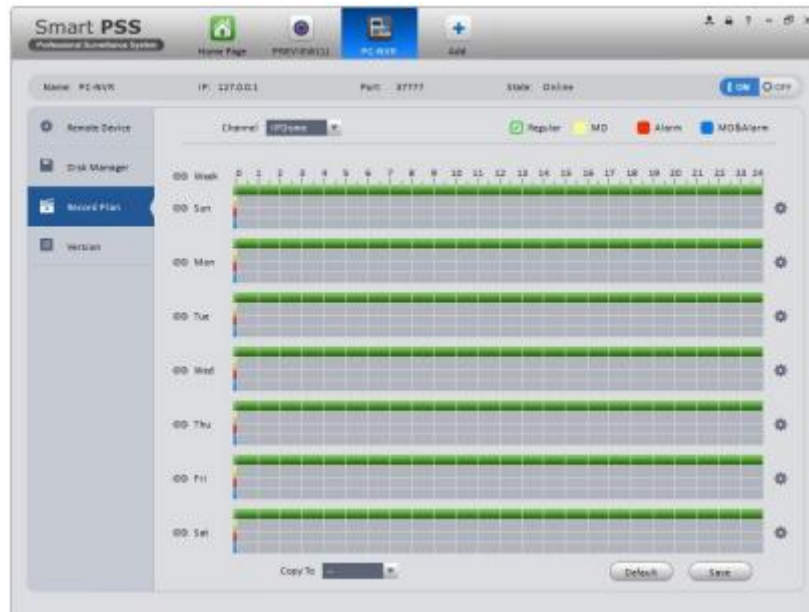 Smart PSS
Professional Surveillance System
Home Page
PREVIEW(1)
PC-NVR
Add
Name: PC-NVR
IP: 127.0.0.1
Port: 37777
State: Online
ON
OFF
Remote Device
Disk Manager
Record Plan
Version
Channel
IPDome
Regular
MD
Alarm
MD&Alarm
Week
0 1 2 3 4 5 6 7 8 9 10 11 12 13 14 15 16 17 18 19 20 21 22 23 24
Sun
Mon
Tue
Wed
Thu
Fri
Sat
Copy To
--
Default
Save